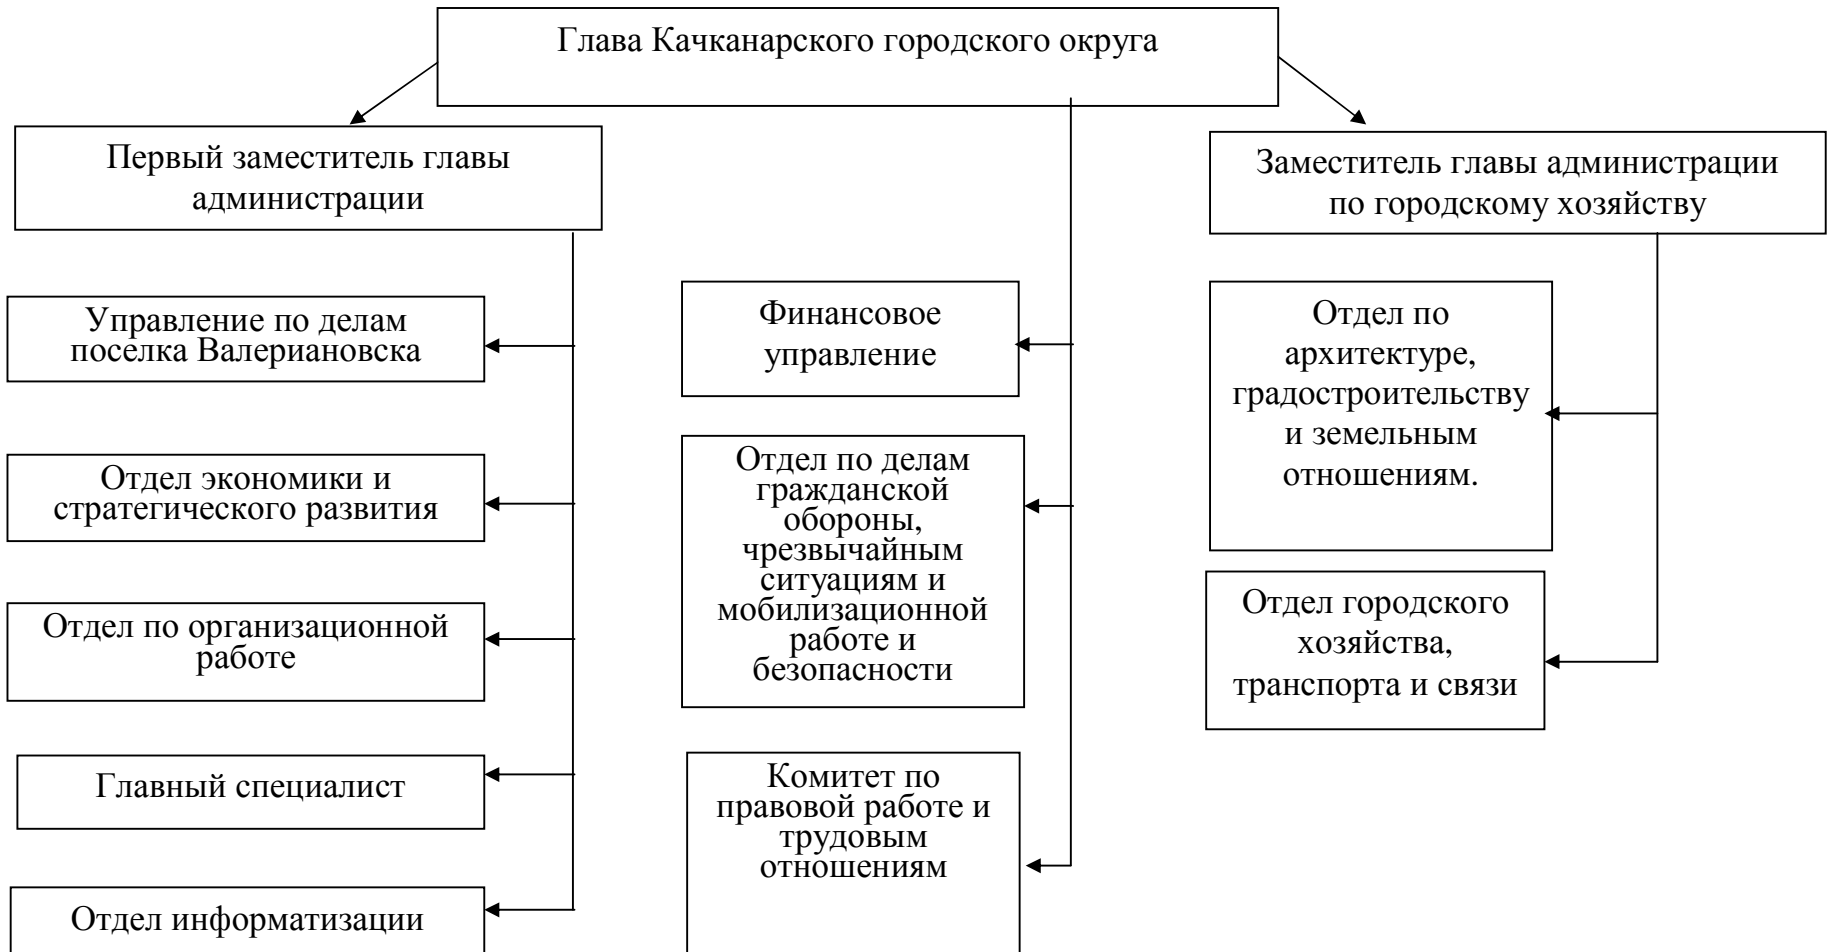 Глава Качканарского городского округа
Первый заместитель главы
администрации
Заместитель главы администрации
по городскому хозяйству
Управление по делам
поселка Валериановска
Отдел экономики и
стратегического развития
Отдел по организационной
работе
Главный специалист
Отдел информатизации
Финансовое
управление
Отдел по делам
гражданской
обороны,
чрезвычайным
ситуациям и
мобилизационной
работе и
безопасности
Комитет по
правовой работе и
трудовым
отношениям
Отдел по
архитектуре,
градостроительству
и земельным
отношениям.
Отдел городского
хозяйства,
транспорта и связи